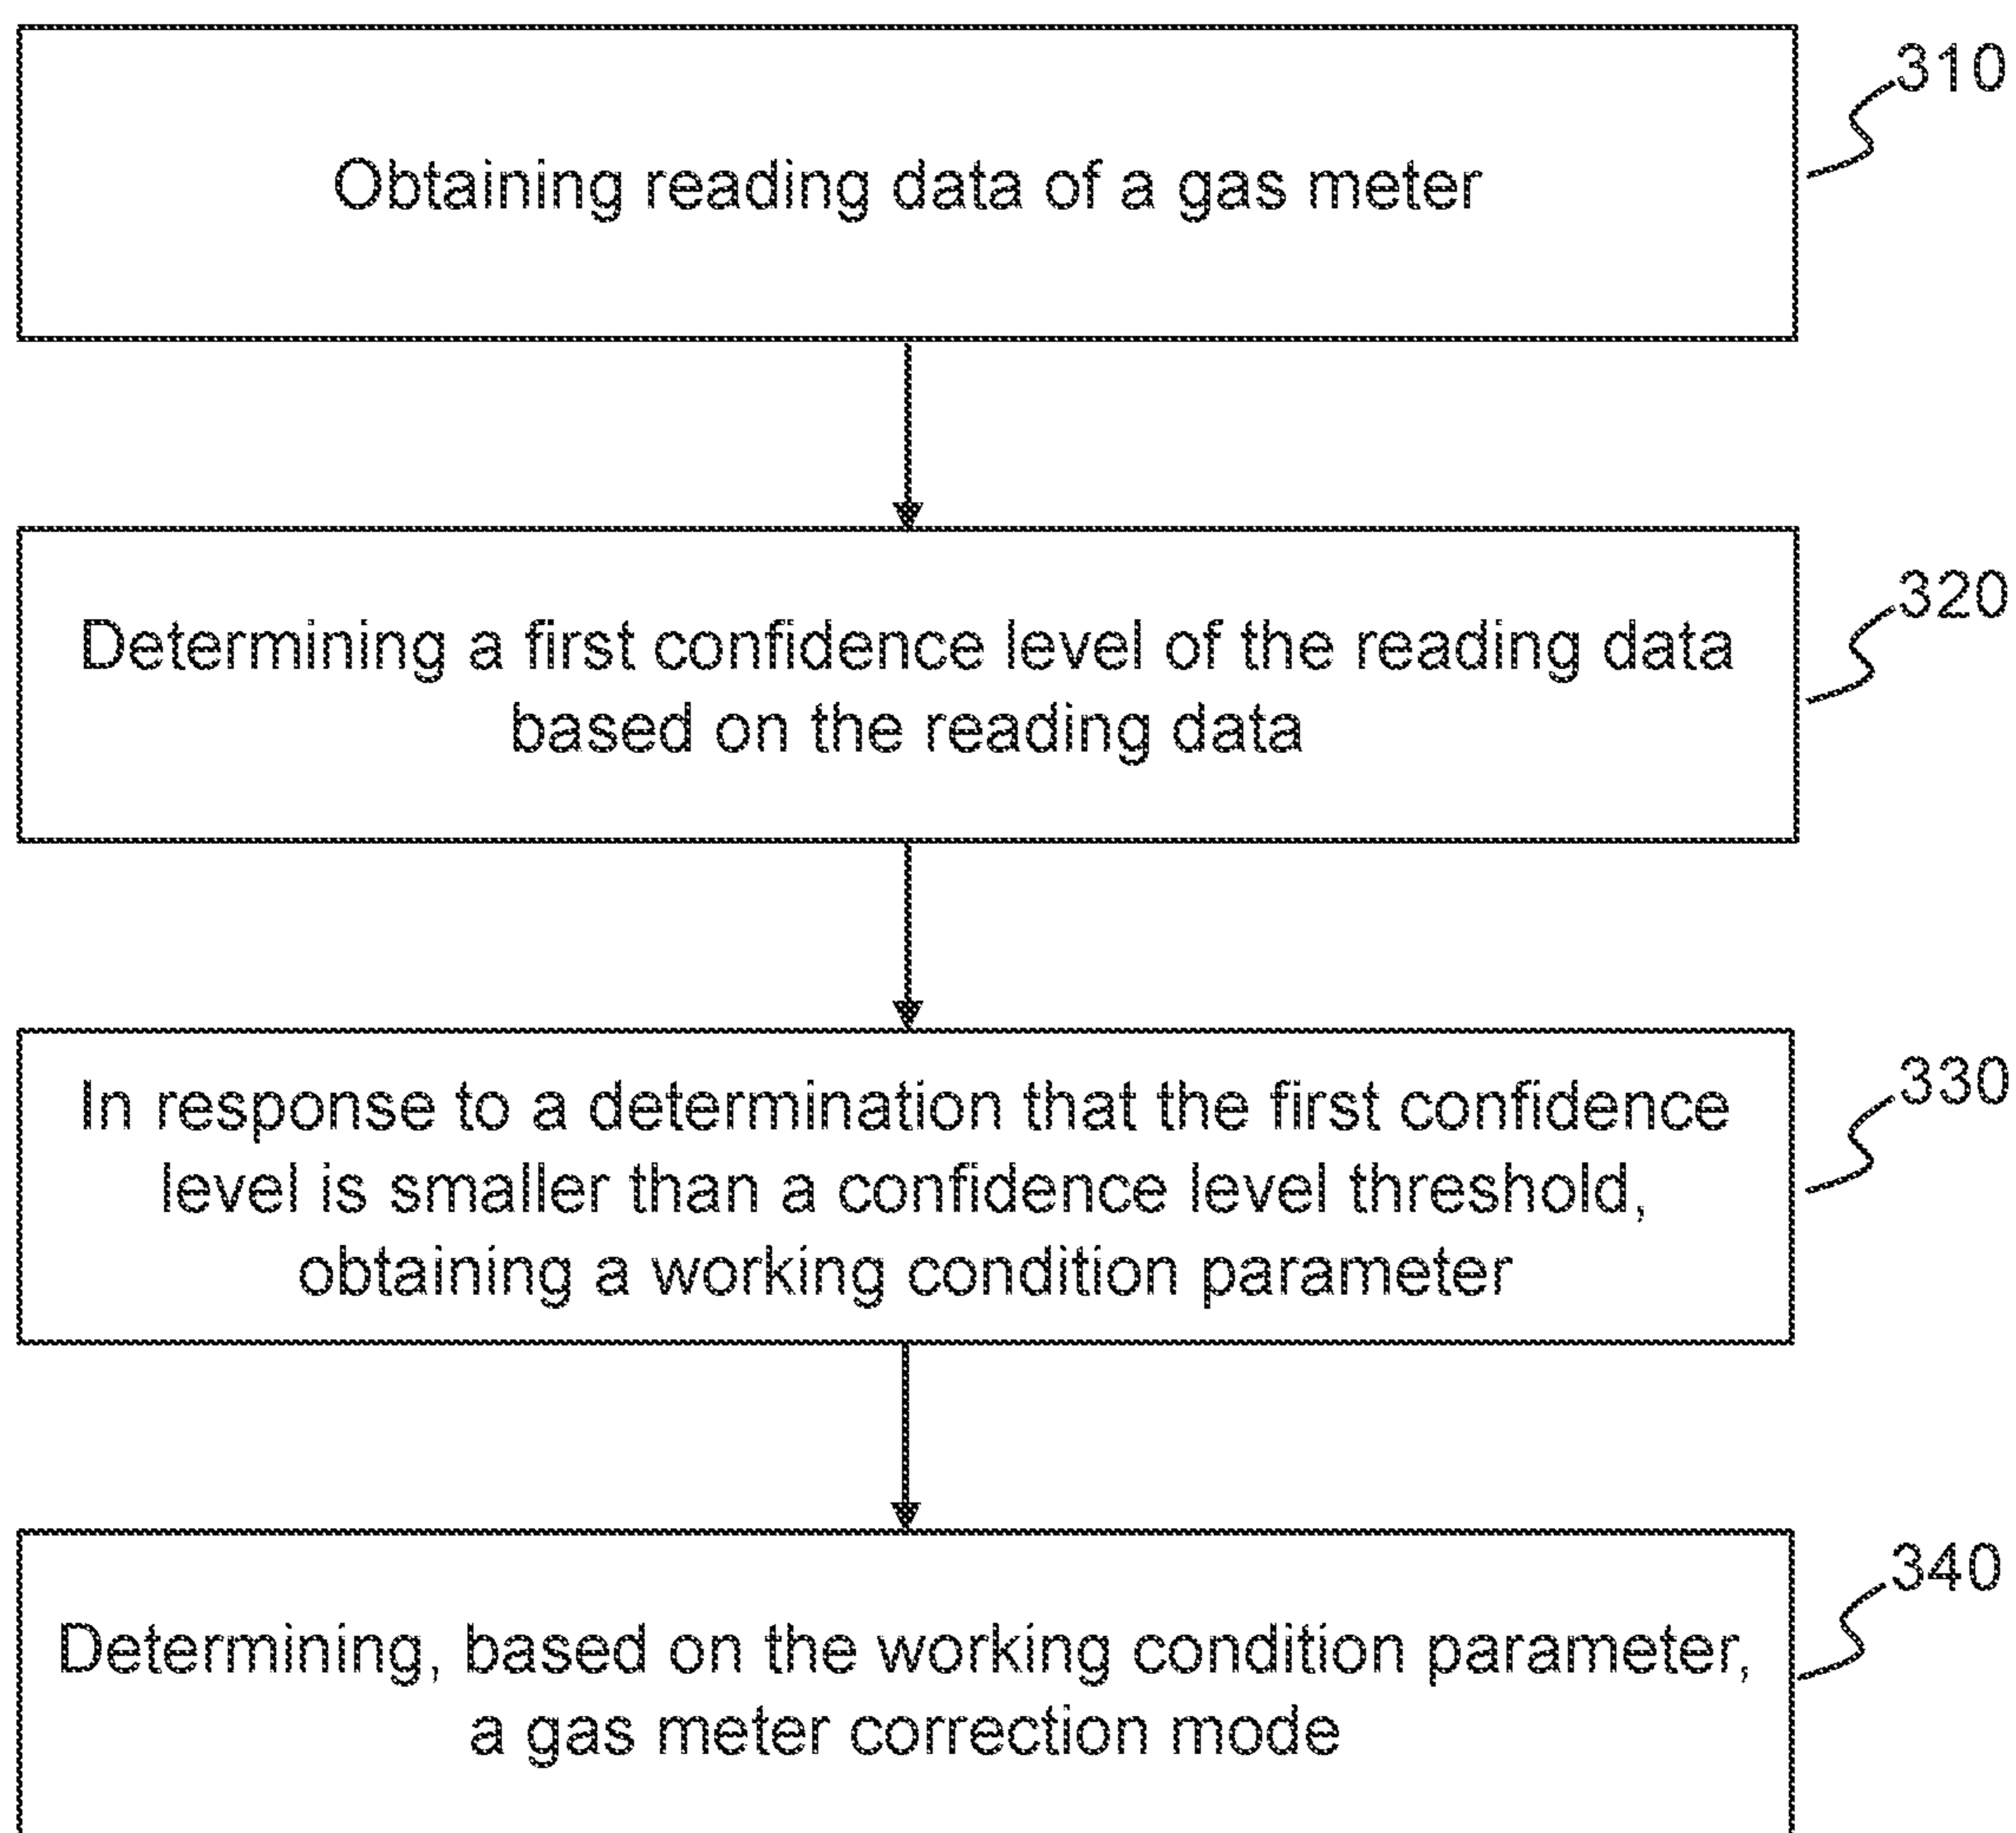 310
Obtaining reading data of a gas meter
320
Determining a first confidence level of the reading data
based on the reading data
330
In response to a determination that the first confidence
level is smaller than a confidence level threshold,
obtaining a working condition parameter
340
Determining, based on the working condition parameter,
a gas meter correction mode